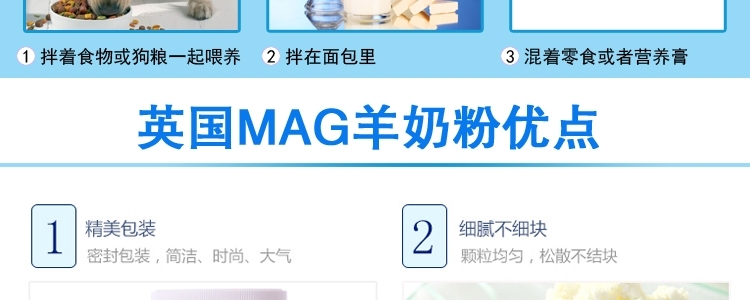 1 拌着食物或狗粮一起喂养
2 拌在面包里
3 混着零食或者营养膏
英国MAG羊奶粉优点
1 精美包装
密封包装，简洁、时尚、大气
2 细腻不细块
颗粒均匀，松散不结块